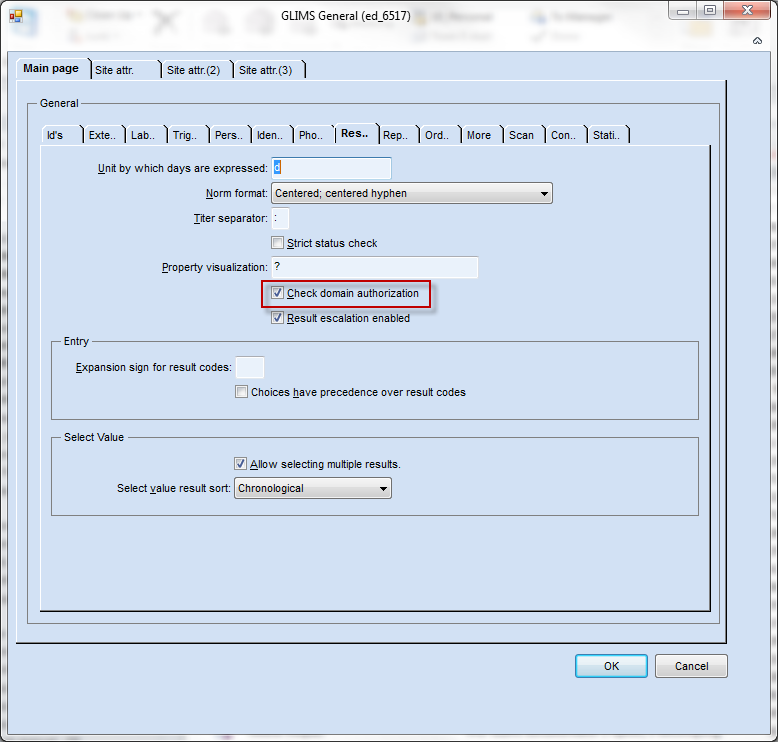 GLIMS General (ed_6517)
Main page
Site attr.
Site attr.(2)
Site attr.(3)
General
Id's
Exte..
Lab..
Trig..
Pers..
Iden..
Pho..
Res..
Rep..
Ord..
More
Scan
Con..
Stati..
Unit by which days are expressed: d
Norm format: Centered; centered hyphen
Titer separator: :
Strict status check
Property visualization: ?
Check domain authorization
Result escalation enabled
Entry
Expansion sign for result codes:
Choices have precedence over result codes
Select Value
Allow selecting multiple results.
Select value result sort: Chronological
OK
Cancel